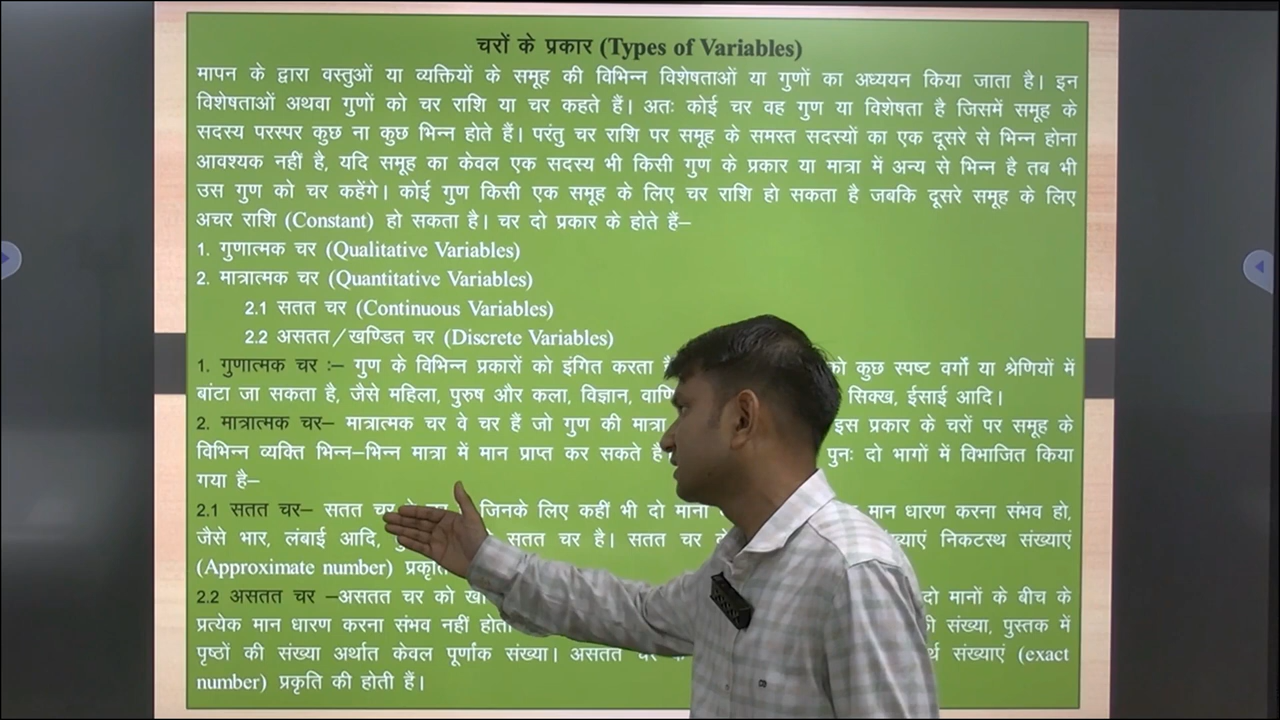 चरों के प्रकार (Types of Variables)
मापन के द्वारा वस्तुओं या व्यक्तियों के समूह की विभिन्न विशेषताओं या गुणों का अध्ययन किया जाता है। इन
विशेषताओं अथवा गुणों को चर राशि या चर कहते हैं। अतः कोई चर वह गुण या विशेषता है जिसमें समूह के
सदस्य परस्पर कुछ ना कुछ भिन्न होते हैं। परंतु चर राशि पर समूह के समस्त सदस्यों का एक दूसरे से भिन्न होना
आवश्यक नहीं है, यदि समूह का केवल एक सदस्य भी किसी गुण के प्रकार या मात्रा में अन्य से भिन्न है तब भी
उस गुण को चर कहेंगे। कोई गुण किसी एक समूह के लिए चर राशि हो सकता है जबकि दूसरे समूह के लिए
अचर राशि (Constant) हो सकता है। चर दो प्रकार के होते हैं–
1. गुणात्मक चर (Qualitative Variables)
2. मात्रात्मक चर (Quantitative Variables)
2.1 सतत चर (Continuous Variables)
2.2 असतत/खण्डित चर (Discrete Variables)
1. गुणात्मक चर :– गुण के विभिन्न प्रकारों को इंगित करता को कुछ स्पष्ट वर्गों या श्रेणियों में
बांटा जा सकता है, जैसे महिला, पुरुष और कला, विज्ञान, सिक्ख, ईसाई आदि।
2. मात्रात्मक चर– मात्रात्मक चर वे चर हैं जो गुण की मात्रा इस प्रकार के चरों पर समूह के
विभिन्न व्यक्ति भिन्न–भिन्न मात्रा में मान प्राप्त कर सकते पुनः दो भागों में विभाजित किया
गया है–
2.1 सतत चर– सतत जिनके लिए कहीं भी दो मान धारण करना संभव हो,
जैसे भार, लंबाई आदि, सतत चर है। सतत चर निकटस्थ संख्याएं
(Approximate number)
2.2 असतत चर –असतत चर को दो मानों के बीच के
प्रत्येक मान धारण करना संभव नहीं संख्या, पुस्तक में
पृष्ठों की संख्या अर्थात केवल पूर्णांक संख्या। असतत संख्याएं (exact
number) प्रकृति की होती हैं।